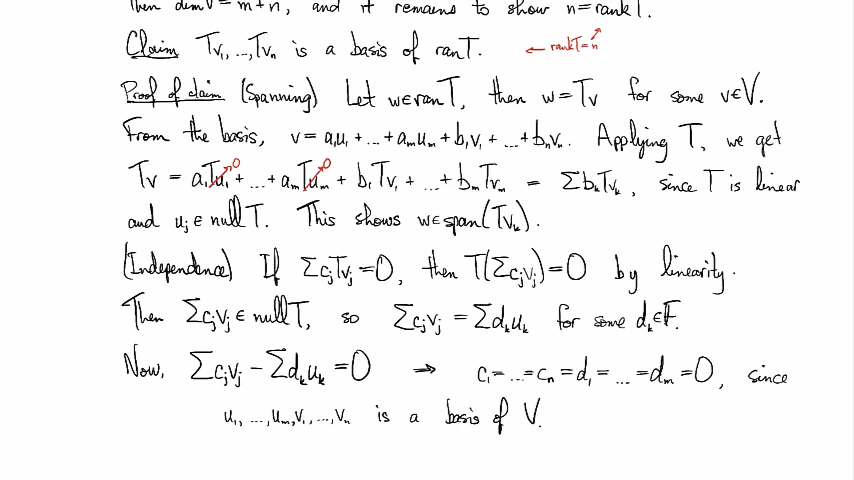 Then dim V = m+n, and it remains to show n = rank T.
Claim Tv₁, ..., Tvₙ is a basis of ran T. ← rank T = n
Proof of claim (Spanning) Let w ∈ ran T, then w = Tv for some v ∈ V.
From the basis, v = a₁u₁ + ... + aₘuₘ + b₁v₁ + ... + bₙvₙ. Applying T, we get
Tv = a₁Tu₁ ↗0 + ... + aₘTuₘ ↗0 + b₁Tv₁ + ... + bₘTvₘ = ΣbₖTvₖ, since T is linear
and uⱼ ∈ null T. This shows w ∈ span(Tvₖ).
(Independence) If ΣcⱼTvⱼ = 0, then T(Σcⱼvⱼ) = 0 by linearity.
Then Σcⱼvⱼ ∈ null T, so Σcⱼvⱼ = Σdₖuₖ for some dₖ ∈ F.
Now, Σcⱼvⱼ − Σdₖuₖ = 0 → c₁ = ... = cₙ = d₁ = ... = dₘ = 0, since
u₁, ..., uₘ, v₁, ..., vₙ is a basis of V.